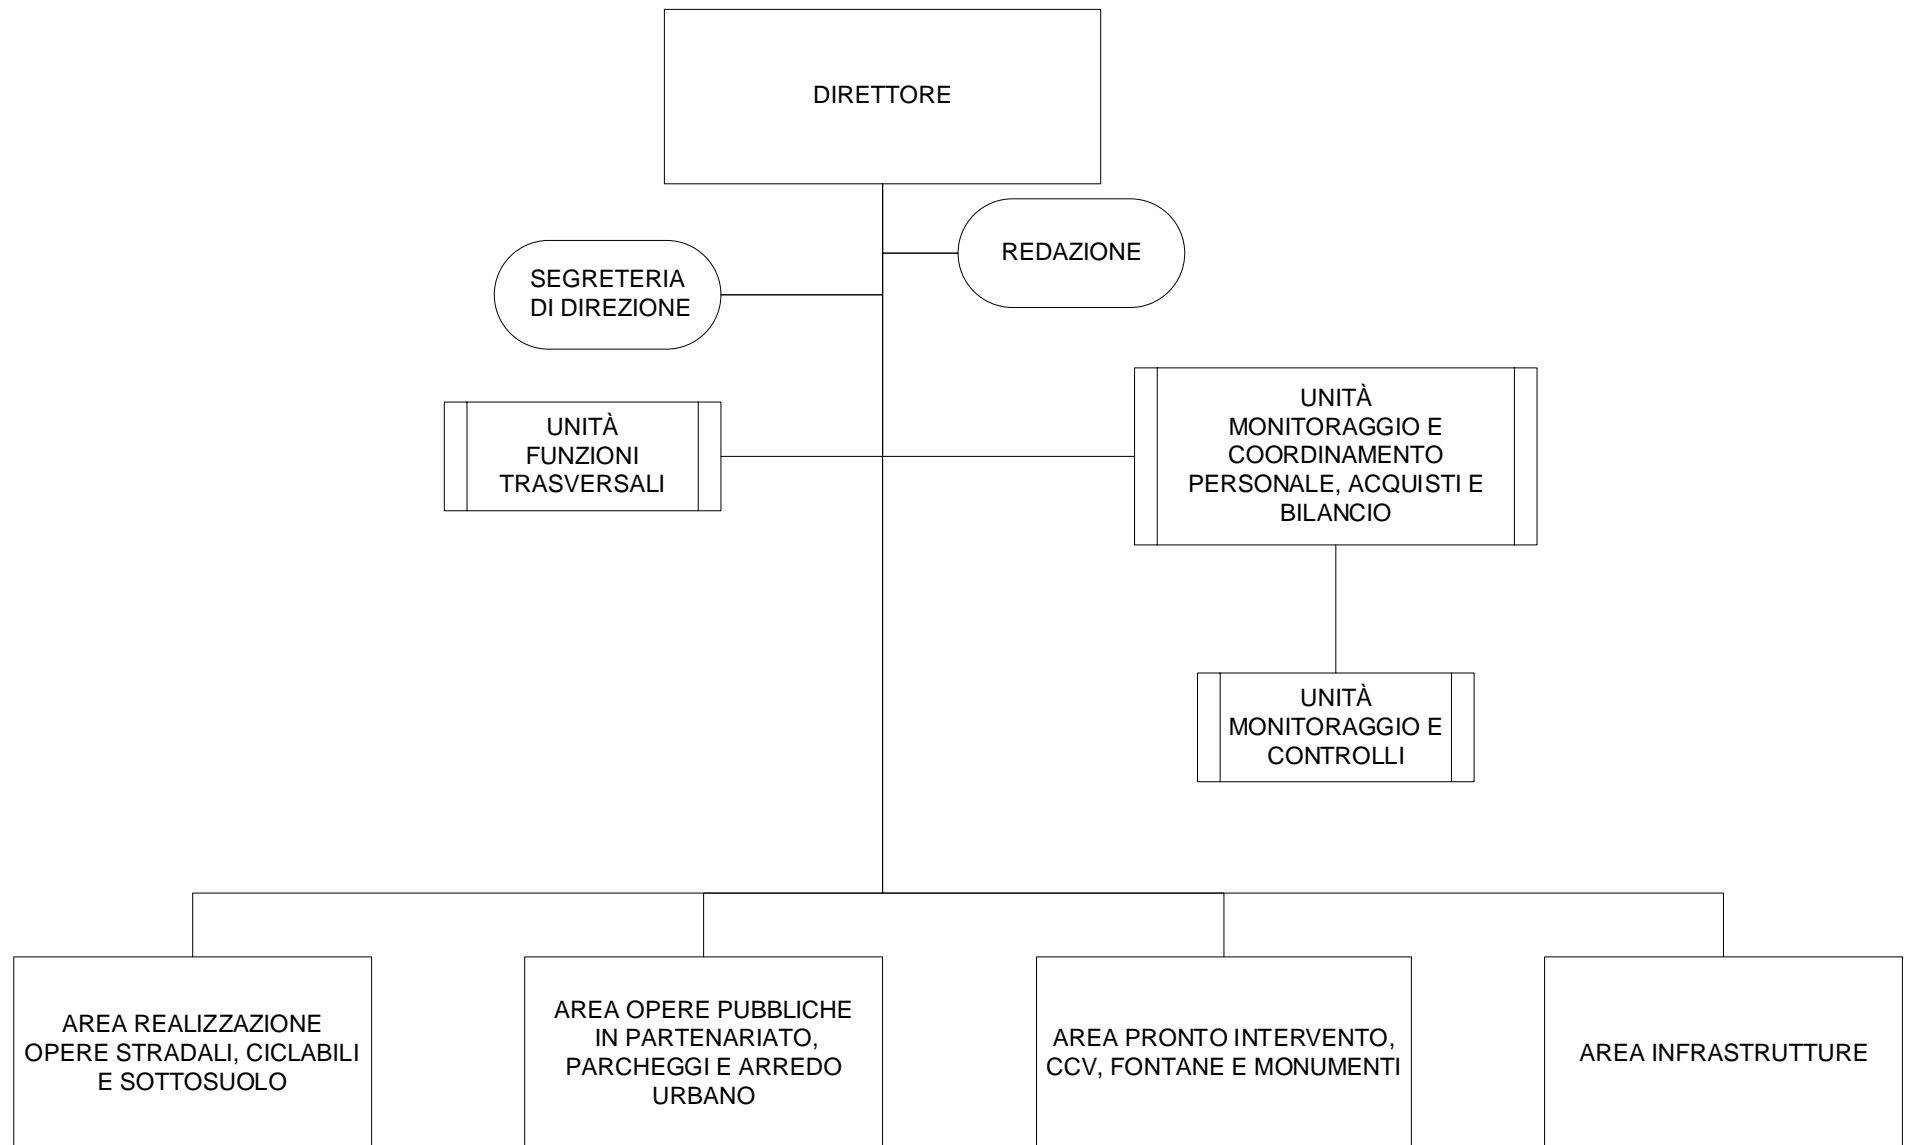 DIRETTORE
REDAZIONE
SEGRETERIA
DI DIREZIONE
UNITÀ
FUNZIONI
TRASVERSALI
UNITÀ
MONITORAGGIO E
COORDINAMENTO
PERSONALE, ACQUISTI E
BILANCIO
UNITÀ
MONITORAGGIO E
CONTROLLI
AREA REALIZZAZIONE
OPERE STRADALI, CICLABILI
E SOTTOSUOLO
AREA OPERE PUBBLICHE
IN PARTENARIATO,
PARCHEGGI E ARREDO
URBANO
AREA PRONTO INTERVENTO,
CCV, FONTANE E MONUMENTI
AREA INFRASTRUTTURE